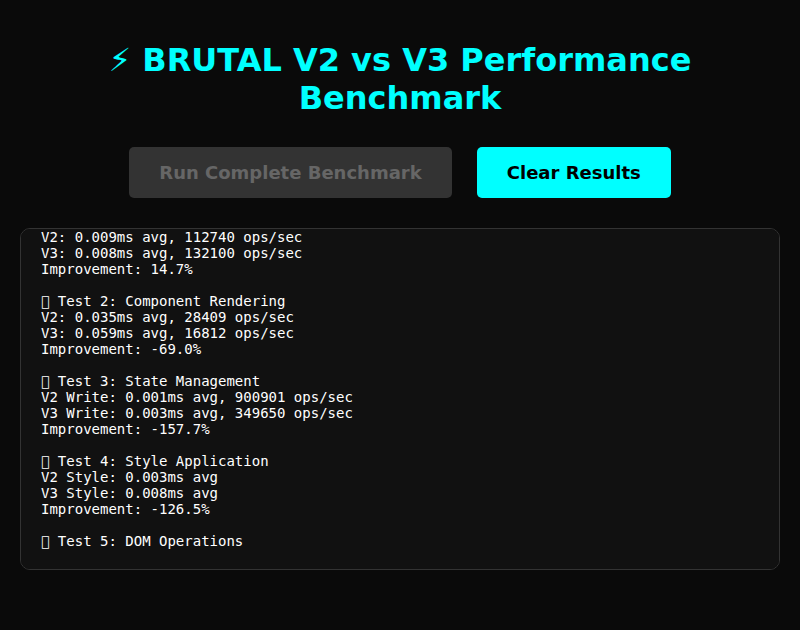 ⚡ BRUTAL V2 vs V3 Performance
Benchmark
Run Complete Benchmark
Clear Results
V2: 0.009ms avg, 112740 ops/sec
V3: 0.008ms avg, 132100 ops/sec
Improvement: 14.7%
Test 2: Component Rendering
V2: 0.035ms avg, 28409 ops/sec
V3: 0.059ms avg, 16812 ops/sec
Improvement: -69.0%
Test 3: State Management
V2 Write: 0.001ms avg, 900901 ops/sec
V3 Write: 0.003ms avg, 349650 ops/sec
Improvement: -157.7%
Test 4: Style Application
V2 Style: 0.003ms avg
V3 Style: 0.008ms avg
Improvement: -126.5%
Test 5: DOM Operations